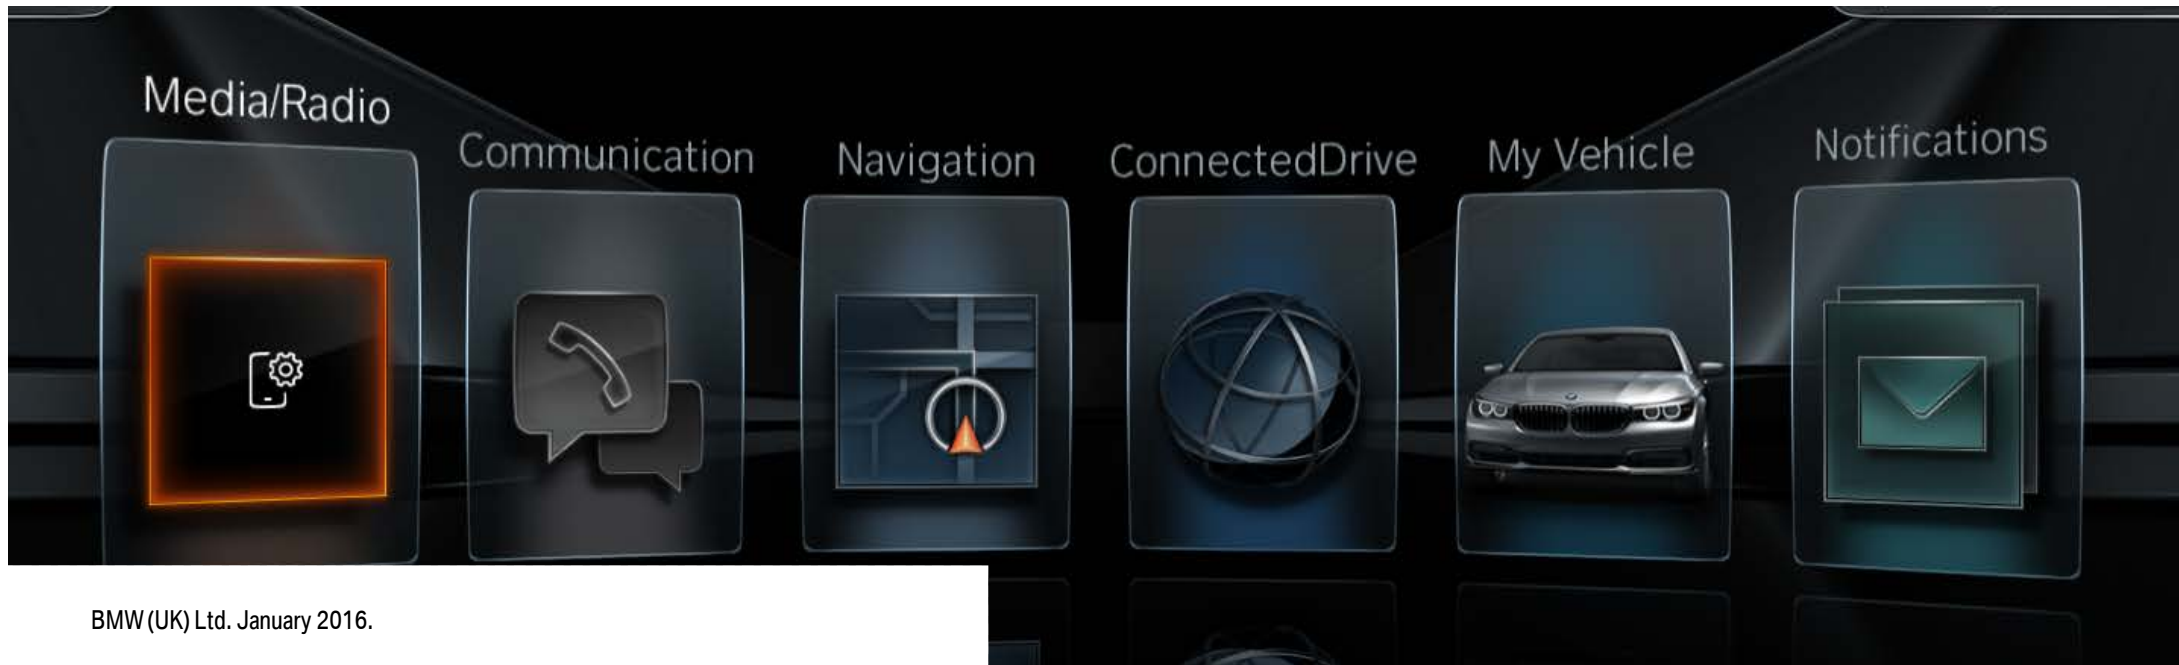 Media/Radio
Communication
Navigation
ConnectedDrive
My Vehicle
Notifications
BMW (UK) Ltd. January 2016.